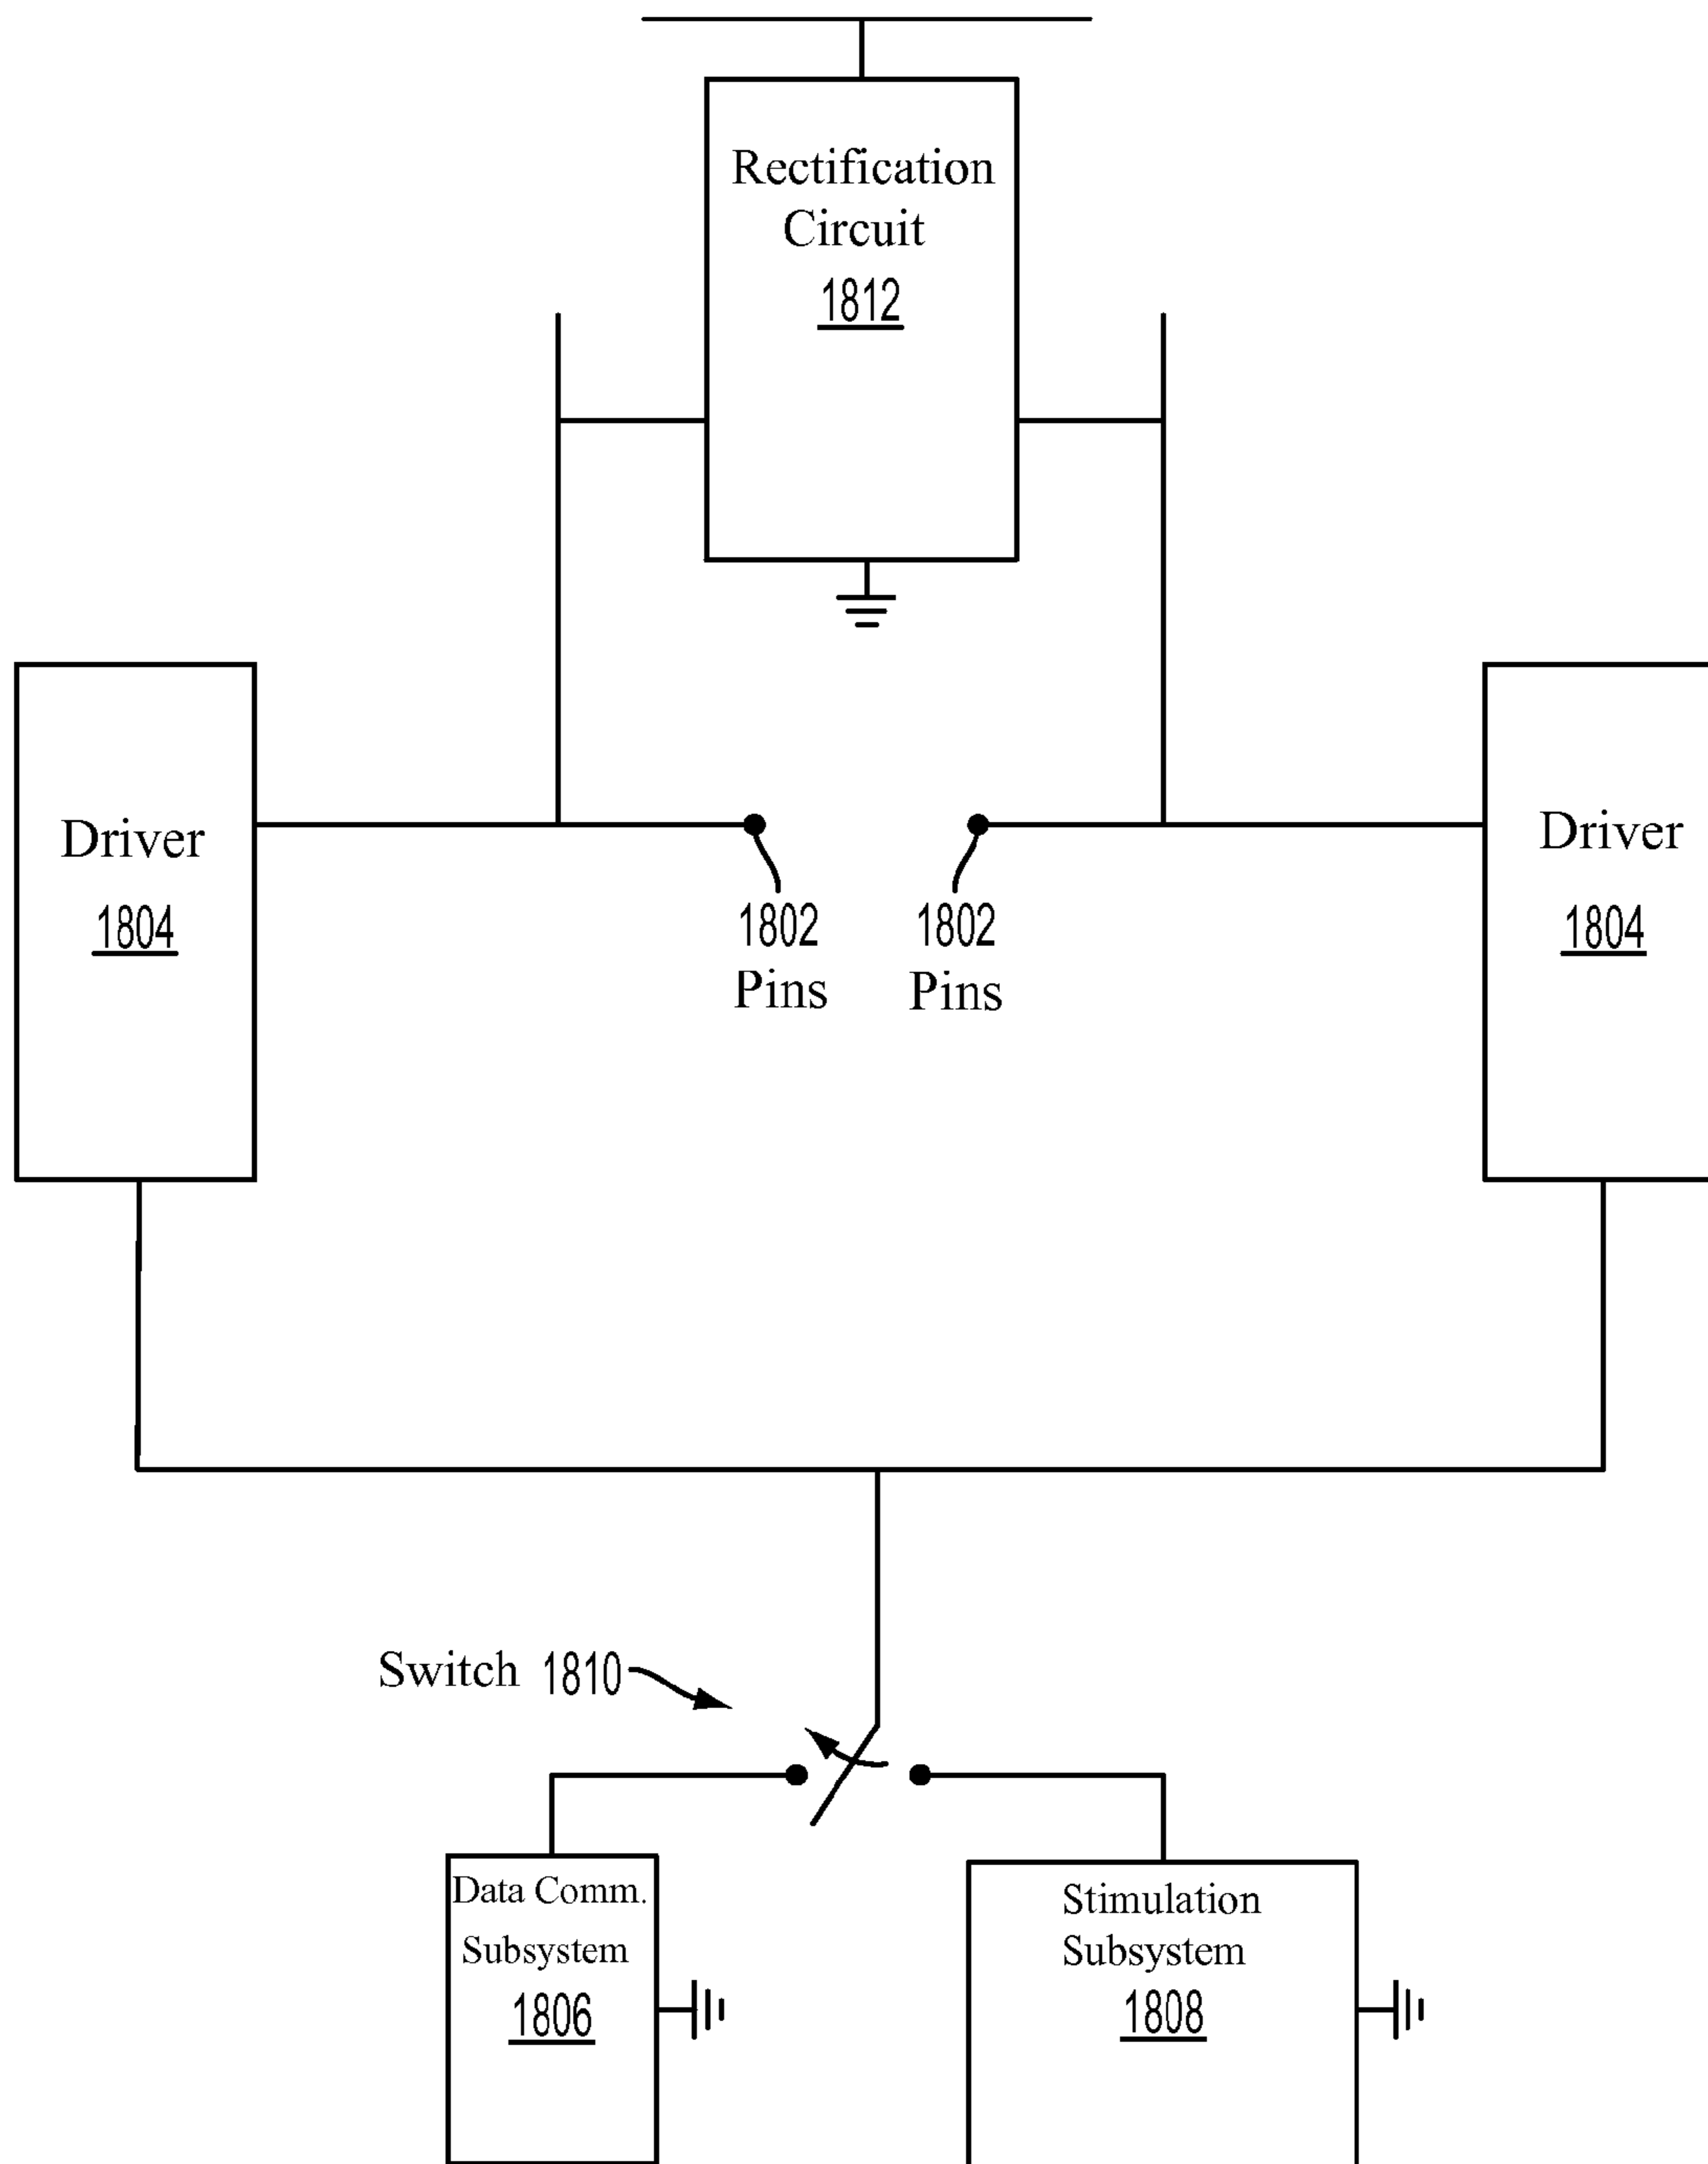 Rectification
Circuit
1812
Driver
1804
1802
Pins
1802
Pins
Driver
1804
Switch 1810
Data Comm.
Subsystem
1806
Stimulation
Subsystem
1808